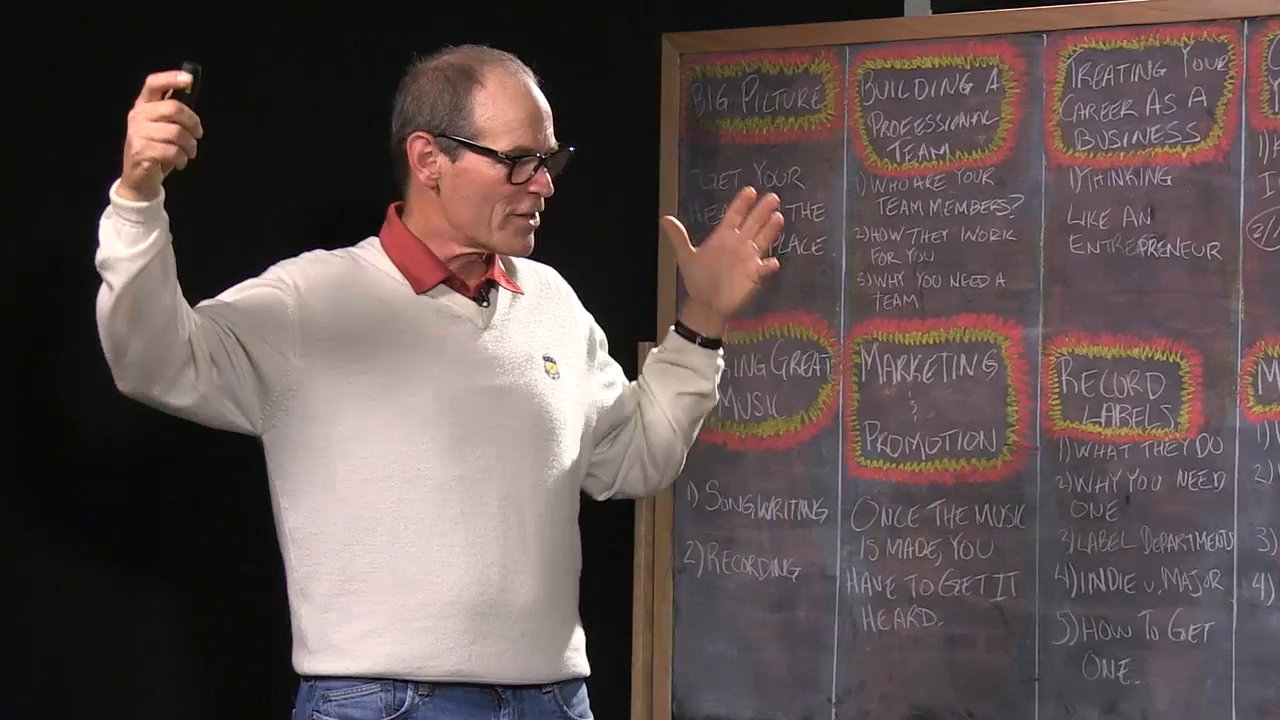 BIG PICTURE
GET YOUR
THE
PLACE.
BUILDING A
PROFESSIONAL
TEAM
1) WHO ARE YOUR
TEAM MEMBERS?
2) HOW THEY WORK
FOR YOU
3) WHY YOU NEED A
TEAM
TREATING YOUR
CAREER AS A
BUSINESS
1) THINKING
LIKE AN
ENTREPRENEUR
GREAT
MUSIC
1) SONGWRITING
2) RECORDING
MARKETING
&
PROMOTION
ONCE THE MUSIC
IS MADE, YOU
HAVE TO GET IT
HEARD.
RECORD
LABELS
1) WHAT THEY DO
2) WHY YOU NEED
ONE
3) LABEL DEPARTMENTS
4) INDIE v. MAJOR
5) HOW TO GET
ONE.
1)
2)
3)
4)